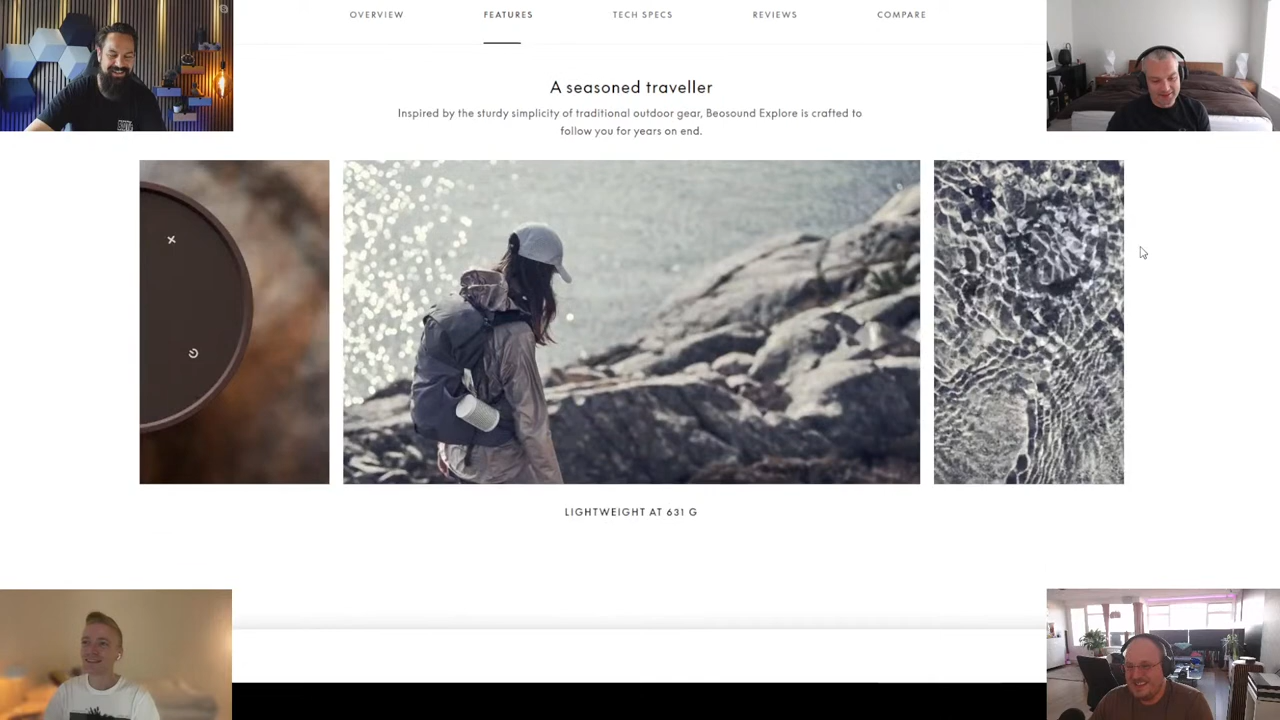 OVERVIEW
FEATURES
TECH SPECS
REVIEWS
COMPARE
A seasoned traveller
Inspired by the sturdy simplicity of traditional outdoor gear, Beosound Explore is crafted to
follow you for years on end.
LIGHTWEIGHT AT 631 G